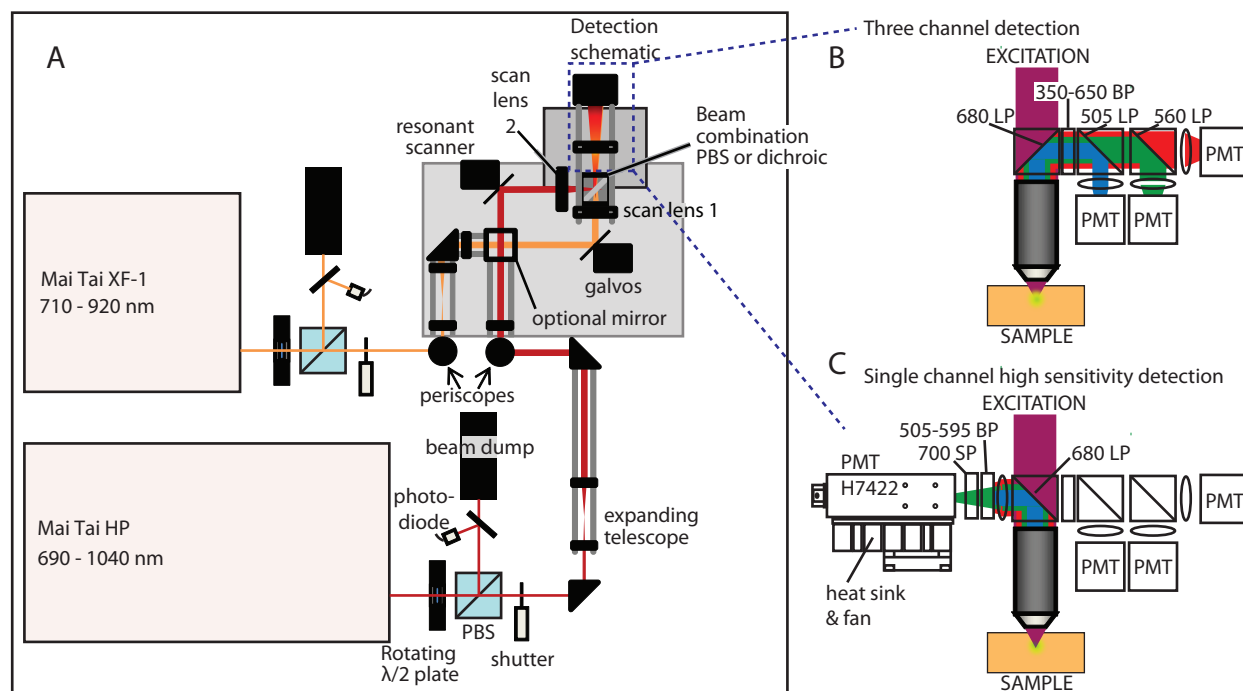 A
Detection
schematic
scan
lens
2
resonant
scanner
Beam
combination
PBS or dichroic
scan lens 1
galvos
optional mirror
Mai Tai XF-1
710 - 920 nm
periscopes
beam dump
photo-
diode
Mai Tai HP
690 - 1040 nm
expanding
telescope
PBS
shutter
Rotating
λ/2 plate
Three channel detection
B
EXCITATION
350-650 BP
680 LP
505 LP
560 LP
PMT
PMT
PMT
SAMPLE
C
Single channel high sensitivity detection
EXCITATION
505-595 BP
700 SP
680 LP
PMT
H7422
PMT
PMT
PMT
heat sink
& fan
SAMPLE